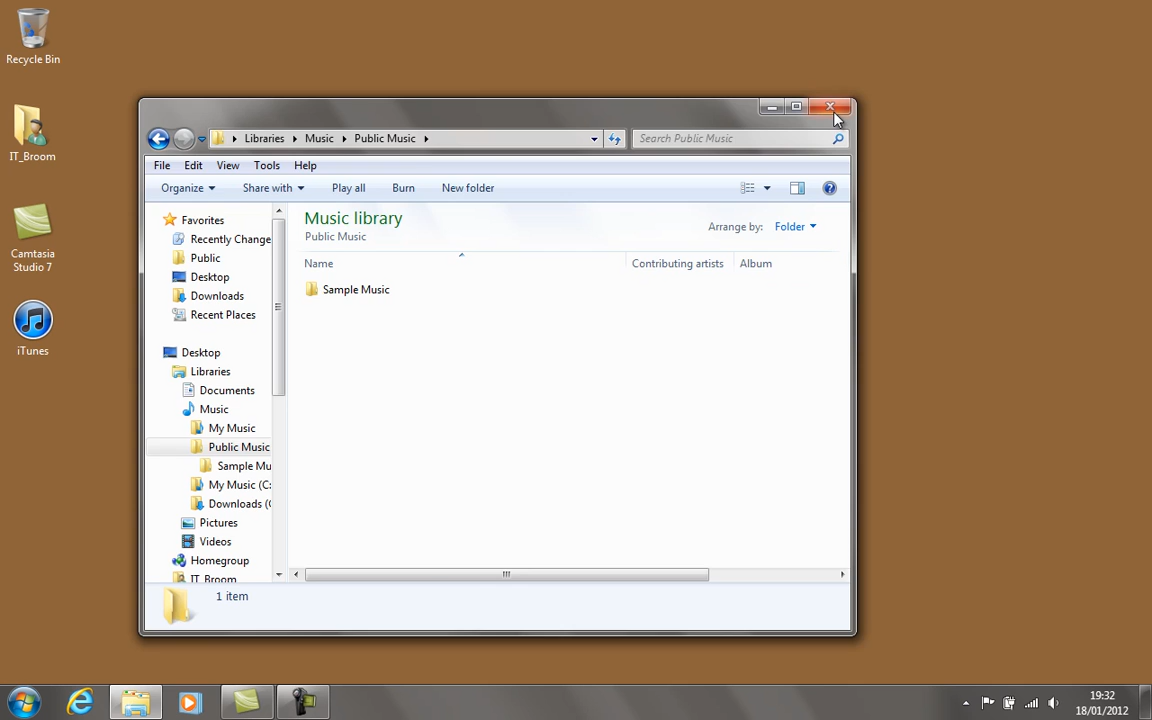 Recycle Bin
IT_Broom
Camtasia
Studio 7
iTunes
Libraries Music Public Music
Search Public Music
File Edit View Tools Help
Organize Share with Play all Burn New folder
Favorites
Recently Change
Public
Desktop
Downloads
Recent Places
Desktop
Libraries
Documents
Music
My Music
Public Music
Sample Mu
My Music (C:
Downloads (
Pictures
Videos
Homegroup
IT_Broom
Music library
Public Music
Arrange by: Folder
Name Contributing artists Album
Sample Music
1 item
19:32
18/01/2012